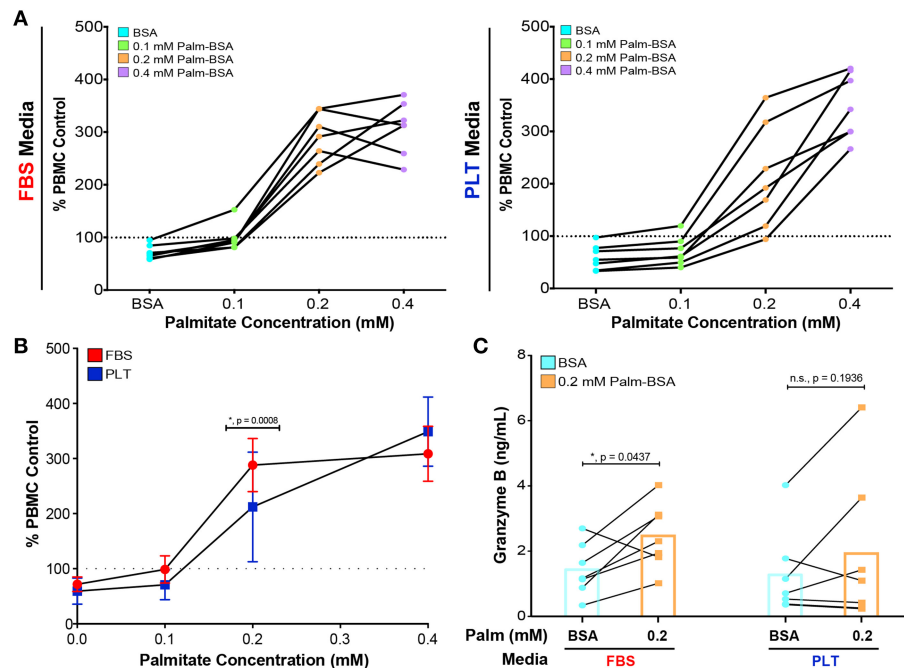 A
FBS Media
% PBMC Control
500
400
300
200
100
0
BSA
0.1 mM Palm-BSA
0.2 mM Palm-BSA
0.4 mM Palm-BSA
BSA 0.1 0.2 0.4
Palmitate Concentration (mM)
PLT Media
% PBMC Control
500
400
300
200
100
0
BSA
0.1 mM Palm-BSA
0.2 mM Palm-BSA
0.4 mM Palm-BSA
BSA 0.1 0.2 0.4
Palmitate Concentration (mM)
B
% PBMC Control
500
400
300
200
100
0
FBS
PLT
*, p = 0.0008
0.0 0.1 0.2 0.3 0.4
Palmitate Concentration (mM)
C
Granzyme B (ng/mL)
8
6
4
2
0
BSA
0.2 mM Palm-BSA
n.s., p = 0.1936
*, p = 0.0437
Palm (mM) BSA 0.2 BSA 0.2
Media FBS PLT